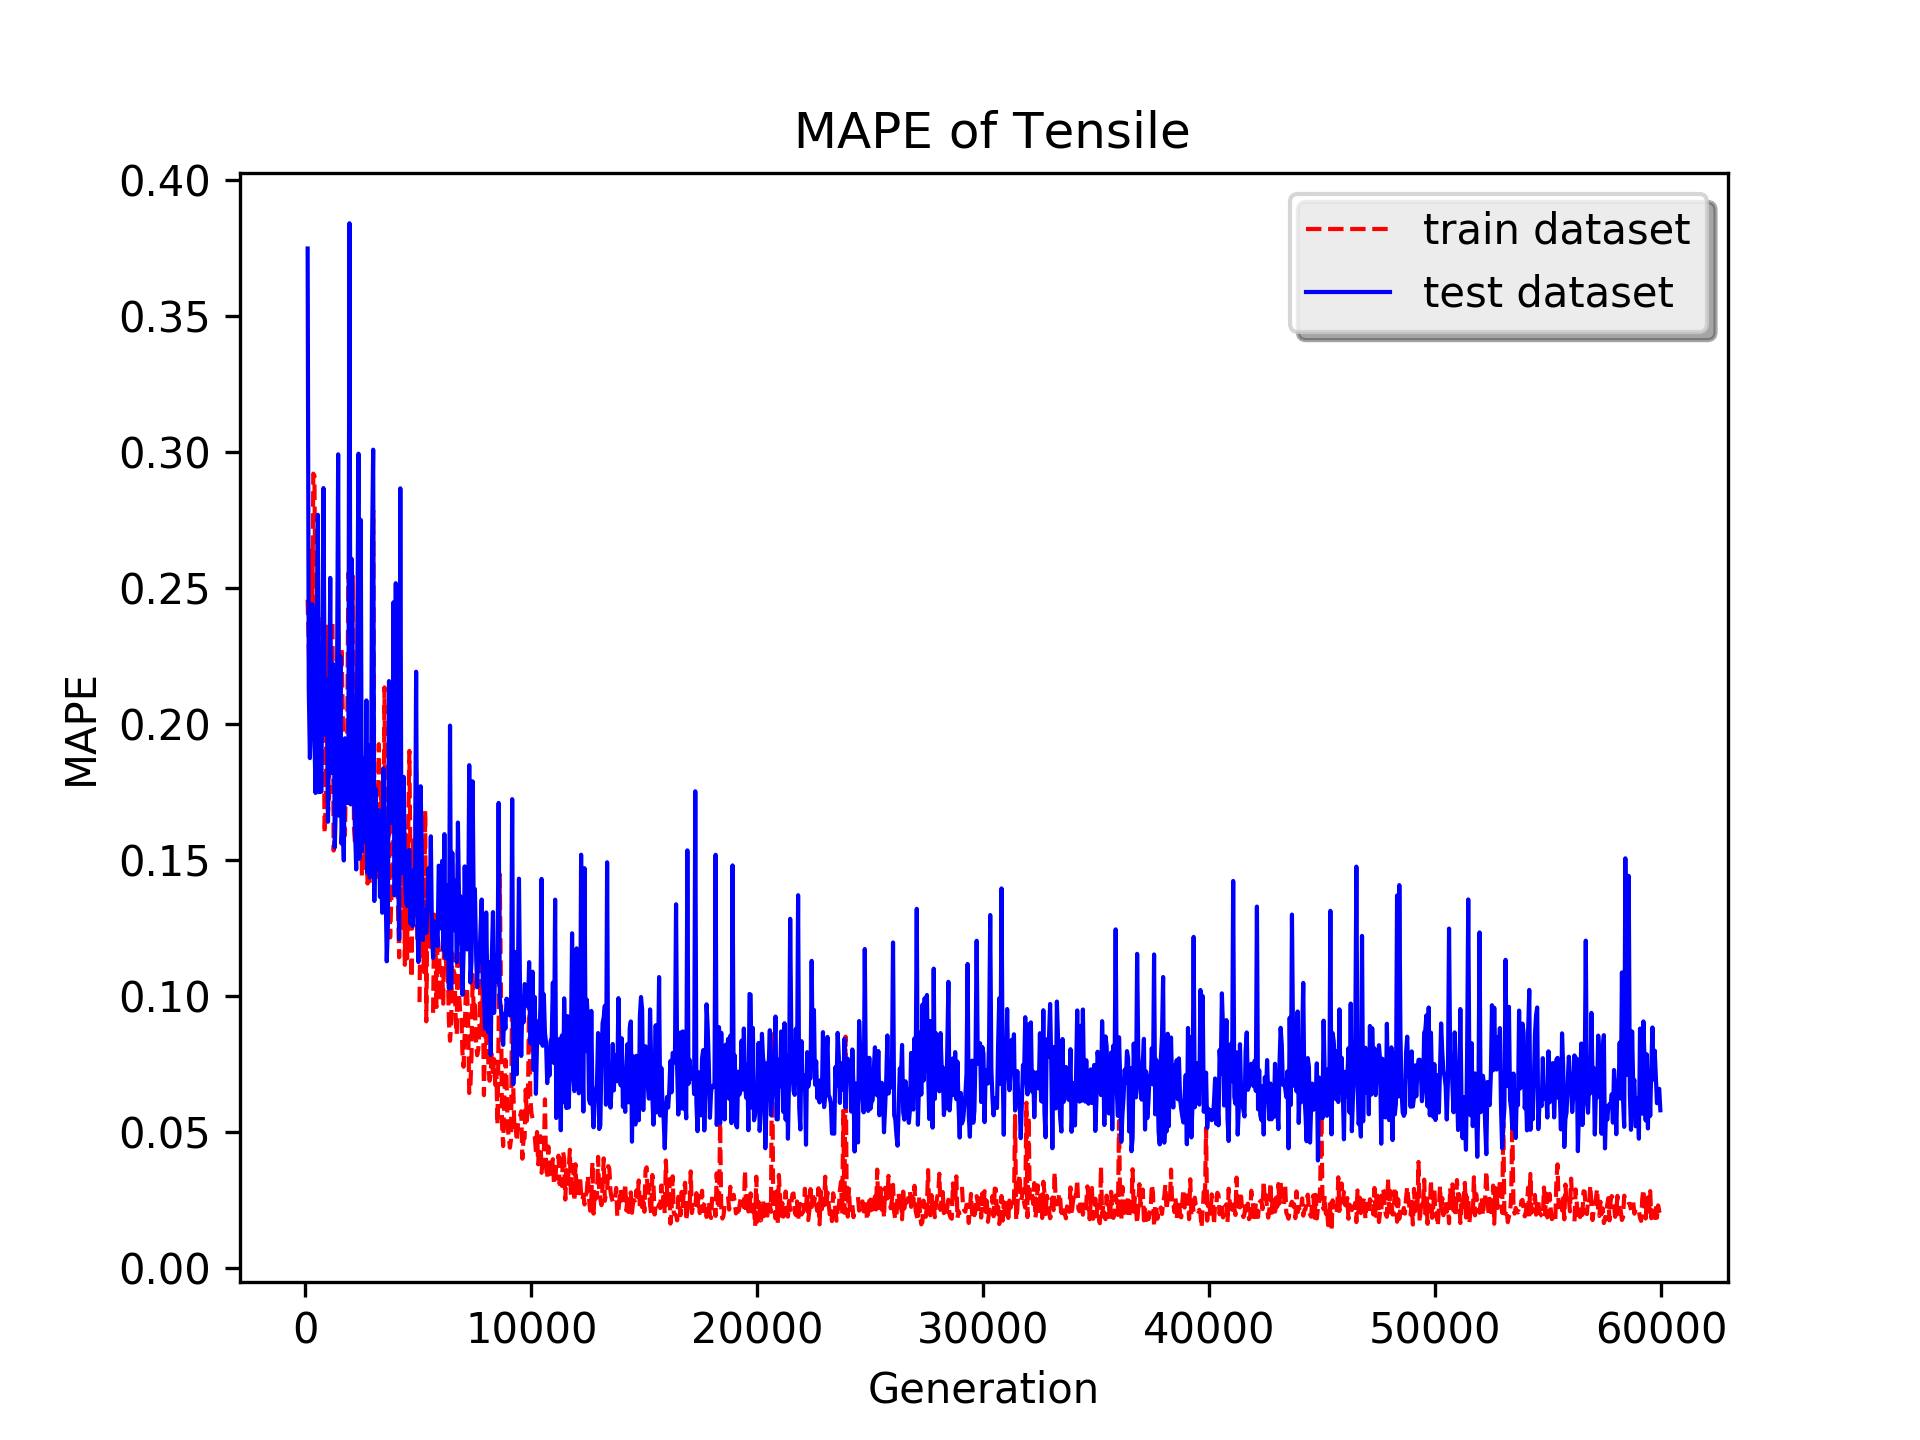 MAPE of Tensile
train dataset
test dataset
MAPE
0.40
0.35
0.30
0.25
0.20
0.15
0.10
0.05
0.00
0 10000 20000 30000 40000 50000 60000
Generation